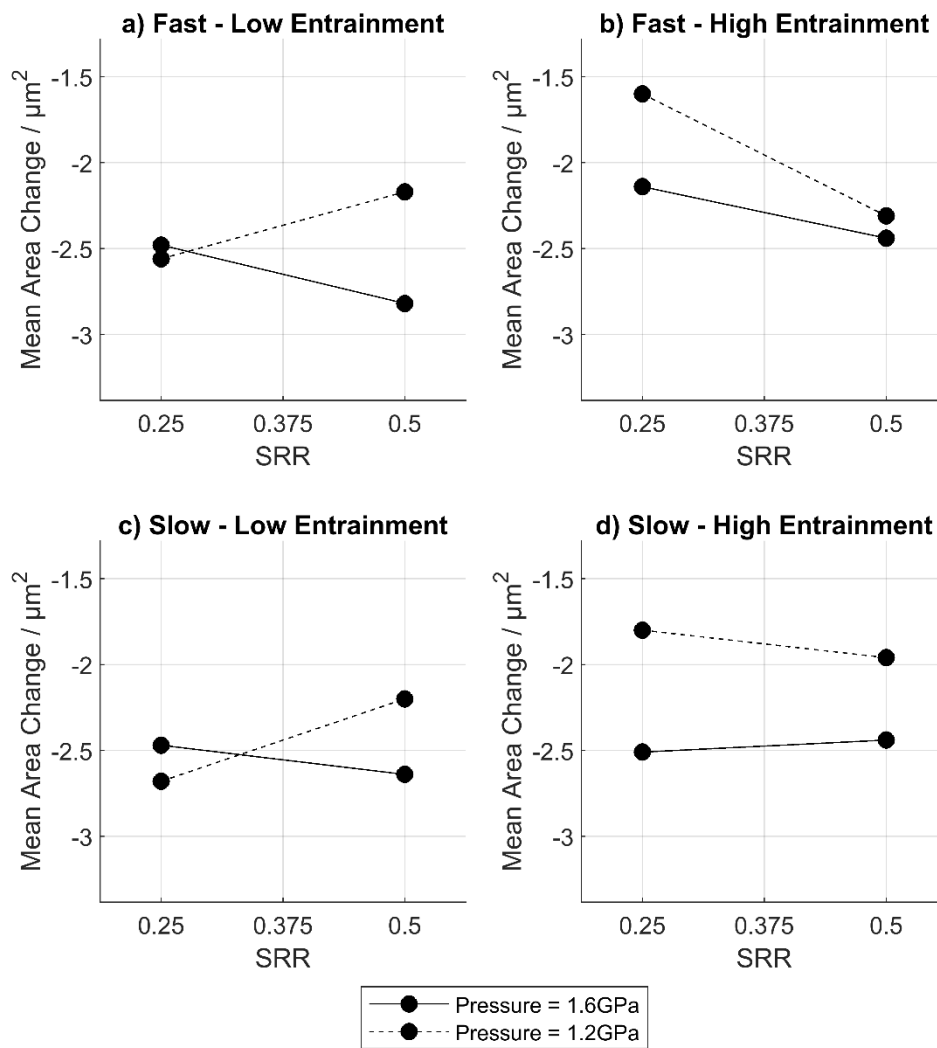 a) Fast - Low Entrainment
Mean Area Change / µm²
-1.5
-2
-2.5
-3
0.25 0.375 0.5
SRR
b) Fast - High Entrainment
Mean Area Change / µm²
-1.5
-2
-2.5
-3
0.25 0.375 0.5
SRR
c) Slow - Low Entrainment
Mean Area Change / µm²
-1.5
-2
-2.5
-3
0.25 0.375 0.5
SRR
d) Slow - High Entrainment
Mean Area Change / µm²
-1.5
-2
-2.5
-3
0.25 0.375 0.5
SRR
Pressure = 1.6GPa
Pressure = 1.2GPa